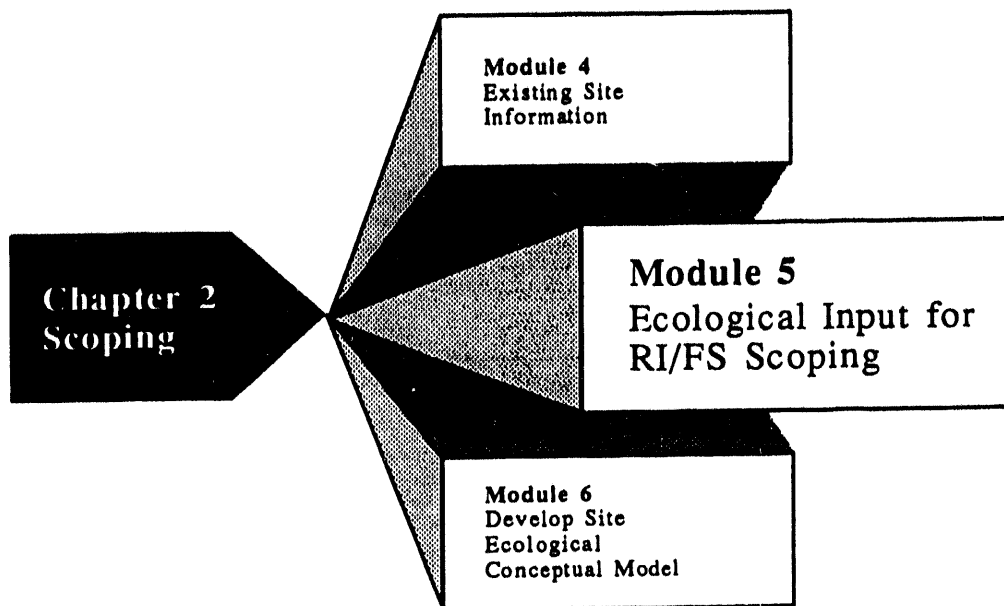 Chapter 2
Scoping
Module 4
Existing Site
Information
Module 5
Ecological Input for
RI/FS Scoping
Module 6
Develop Site
Ecological
Conceptual Model